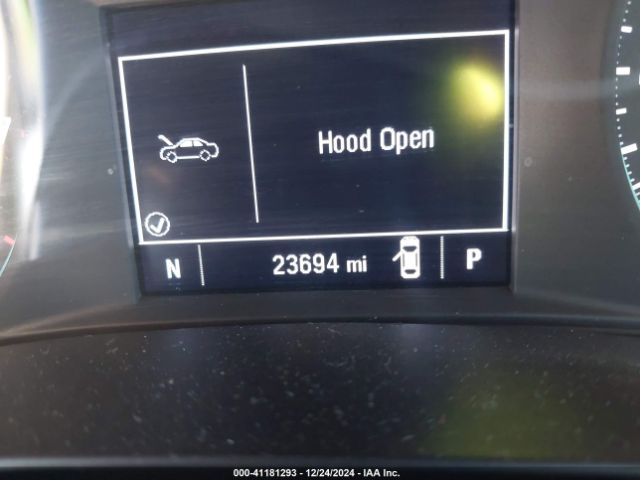 Hood Open
N 23694 mi P
000-41181293 - 12/24/2024 - IAA Inc.